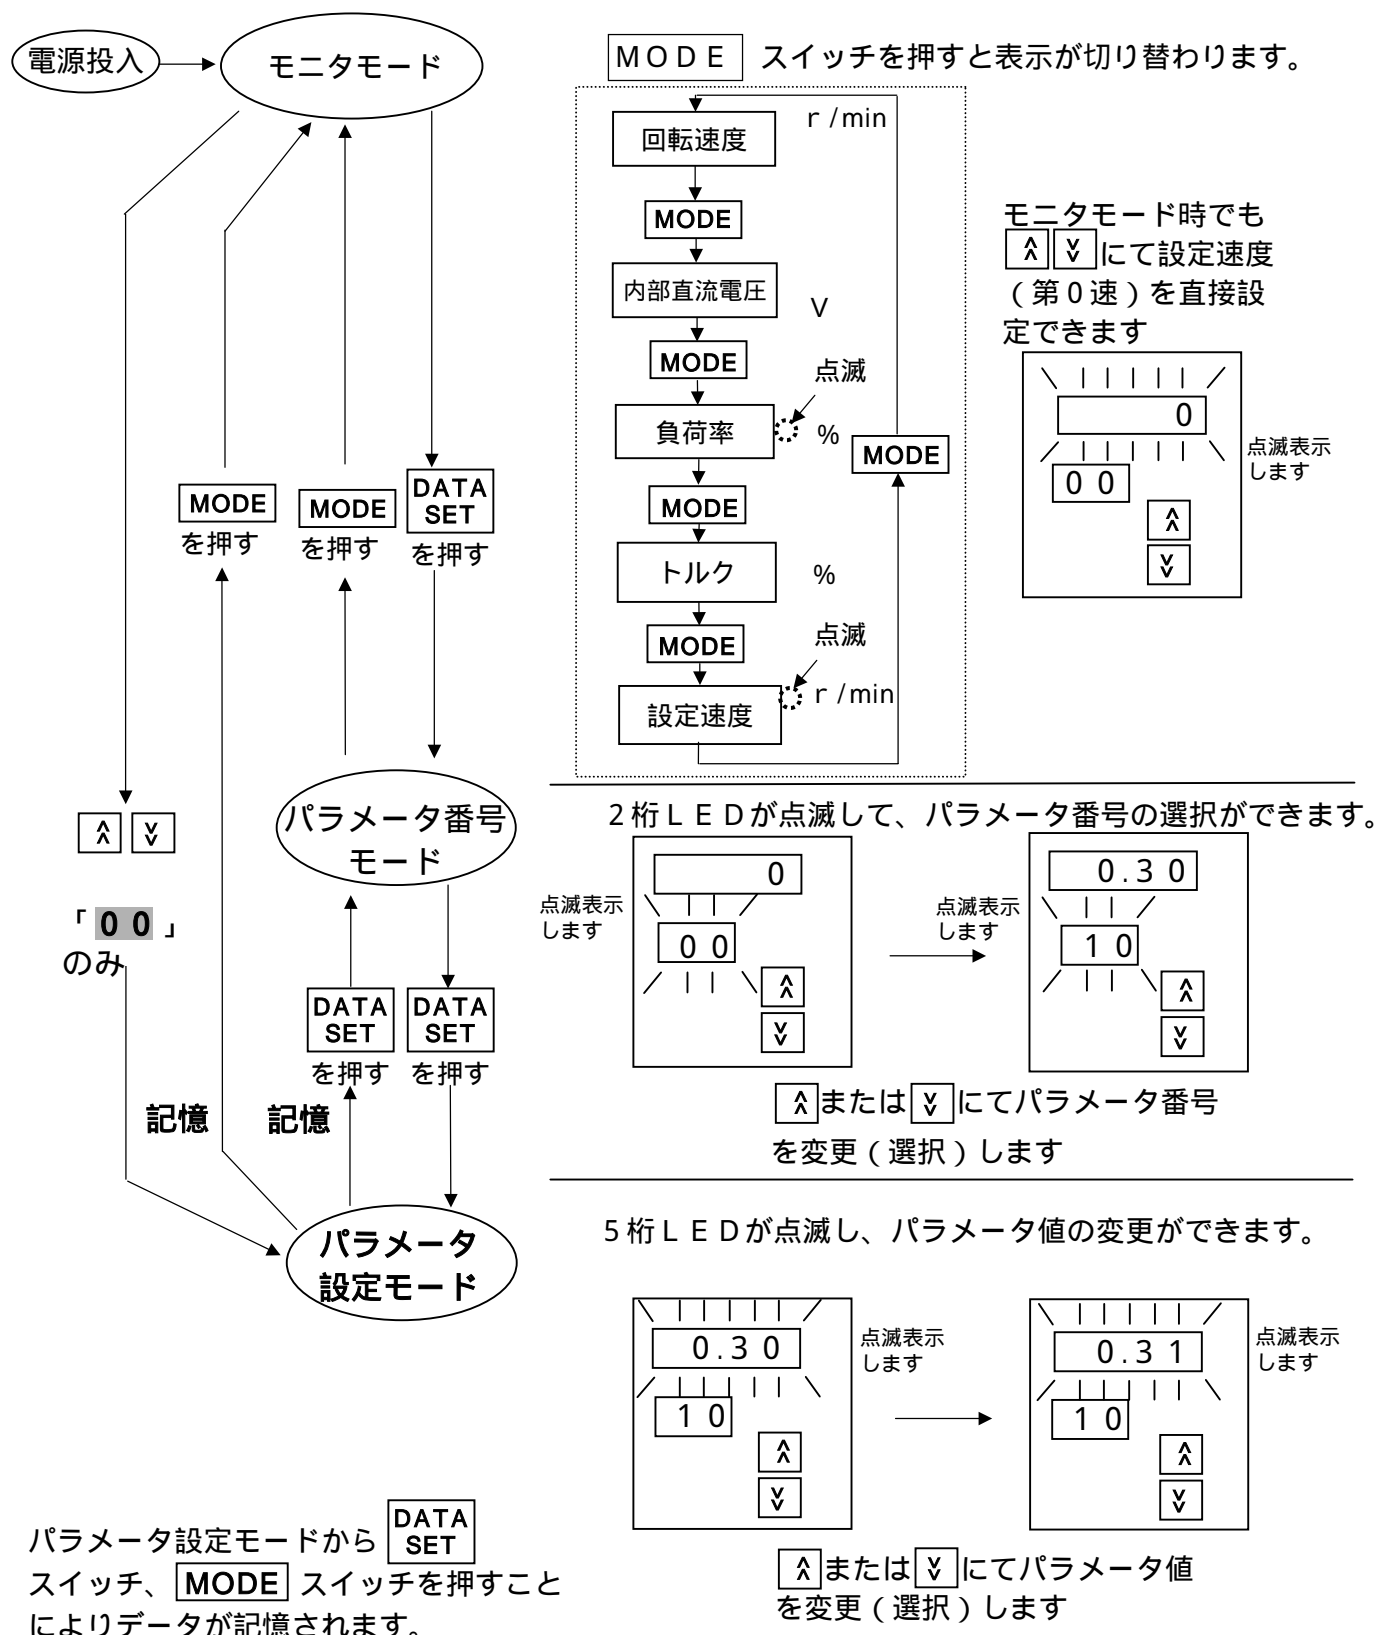 電源投入
モニタモード
MODE
を押す
MODE
を押す
DATA
SET
を押す
パラメータ番号
モード
「00」
のみ
DATA
SET
を押す
DATA
SET
を押す
記憶
記憶
パラメータ
設定モード
パラメータ設定モードから DATA SET
スイッチ、MODE スイッチを押すこと
によりデータが記憶されます。
MODE スイッチを押すと表示が切り替わります。
回転速度
r/min
MODE
内部直流電圧
V
MODE
点滅
負荷率
%
MODE
MODE
トルク
%
MODE
点滅
設定速度
r/min
モニタモード時でも
にて設定速度
(第0速)を直接設
定できます
0
00
点滅表示
します
2桁LEDが点滅して、パラメータ番号の選択ができます。
点滅表示
します
0
00
点滅表示
します
0.30
10
または にてパラメータ番号
を変更(選択)します
5桁LEDが点滅し、パラメータ値の変更ができます。
0.30
10
点滅表示
します
0.31
10
点滅表示
します
または にてパラメータ値
を変更(選択)します